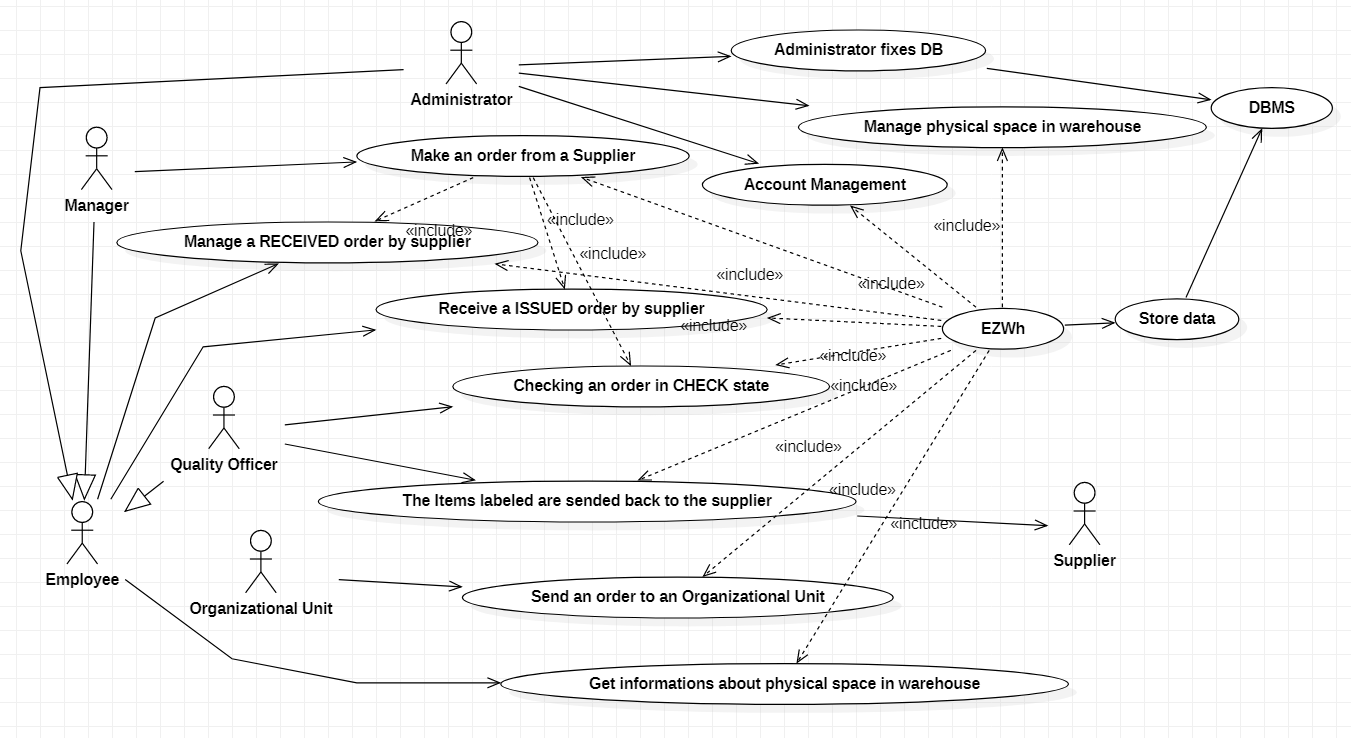 Administrator
Administrator fixes DB
DBMS
Manage physical space in warehouse
Manager
Make an order from a Supplier
Account Management
«include»
«include»
«include»
Manage a RECEIVED order by supplier
«include»
«include»
«include»
Receive a ISSUED order by supplier
«include»
EZWh
Store data
«include»
Checking an order in CHECK state
«include»
«include»
Quality Officer
«include»
The Items labeled are sended back to the supplier
«include»
Supplier
Employee
Organizational Unit
Send an order to an Organizational Unit
Get informations about physical space in warehouse